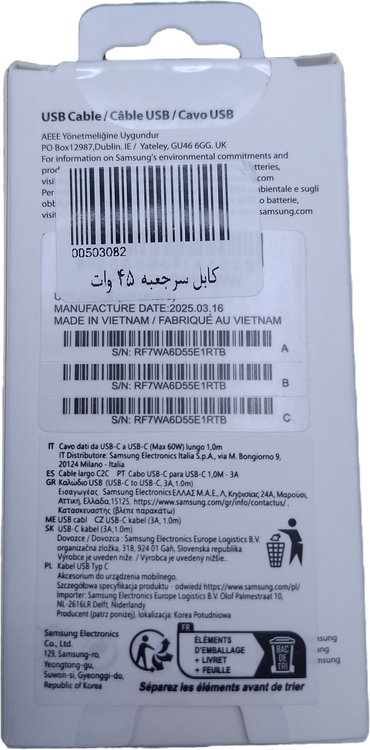 USB Cable / Câble USB / Cavo USB
AEEE Yönetmeliğine Uygundur
PO Box12987,Dublin. IE / Yateley, GU46 6GG. UK
For information on Samsung's environmental commitments and
prod
tteries,
visi
com
Per
bientale e sugli
obb
o batterie,
visit
samsung.com
00503082
کابل سرجعبه ۴۵ وات
MANUFACTURE DATE:2025.03.16
MADE IN VIETNAM / FABRIQUÉ AU VIETNAM
A
S/N: RF7WA6D55E1RTB
B
S/N: RF7WA6D55E1RTB
C
S/N: RF7WA6D55E1RTB
IT Cavo dati da USB-C a USB-C (Max 60W) lungo 1,0m
IT Distributore: Samsung Electronics Italia S.p.A., via M. Bongiorno 9,
20124 Milano - Italia
ES Cable largo C2C PT Cabo USB-C para USB-C 1,0M - 3A
GR Καλώδιο USB (USB-C to USB-C, 3A,1.0m)
Εισαγωγέας: Samsung Electronics ΕΛΛΑΣ Μ.Α.Ε., Λ. Κηφισίας 24Α, Μαρούσι,
Αττική, Ελλάδα,15125. https://www.samsung.com/gr/info/contactus/ .
Κατασκευαστής (βλέπε παρακάτω)
ME USB cabl CZ USB-C kabel (3A, 1.0m)
SK USB-C kábel (3A, 1.0m)
Dovozce / Dovozca : Samsung Electronics Europe Logistics B.V.
organizačná zložka, 318, 924 01 Gáň, Slovenská republika
Výrobce je uveden níže. / Výrobca je uvedený nižšie.
PL Kabel USB Typ C
Akcesorium do urządzenia mobilnego.
Szczegółowa specyfikacja produktu - odwiedź https://www.samsung.com/pl/
Importer: Samsung Electronics Europe Logistics B.V. Olof Palmestraat 10,
NL-2616LR Delft, Niderlandy
Producent (patrz poniżej), lokalizacja: Korea Południowa
Samsung Electronics
Co., Ltd.
129, Samsung-ro,
Yeongtong-gu,
Suwon-si, Gyeonggi-do,
Republic of Korea
FR
ÉLÉMENTS
D'EMBALLAGE
+ LIVRET
+ FEUILLE
BAC
DE
TRI
Séparez les éléments avant de trier